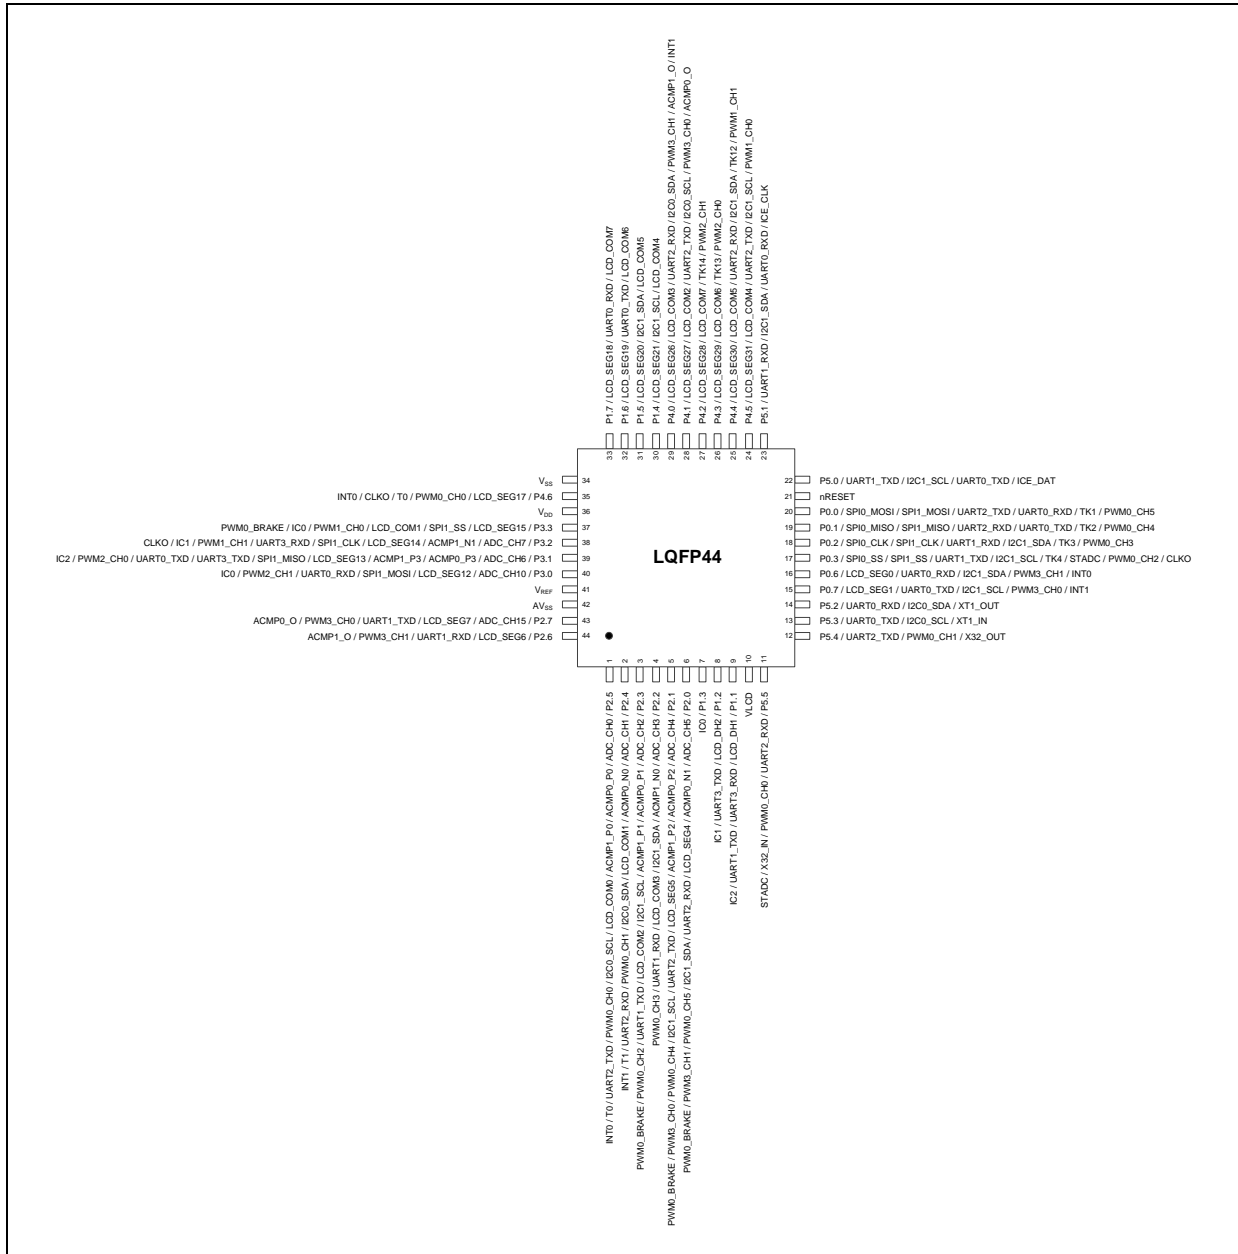 P1.7 / LCD_SEG18 / UART0_RXD / LCD_COM7
P1.6 / LCD_SEG19 / UART0_TXD / LCD_COM6
P1.5 / LCD_SEG20 / I2C1_SDA / LCD_COM5
P1.4 / LCD_SEG21 / I2C1_SCL / LCD_COM4
P4.0 / LCD_SEG26 / LCD_COM3 / UART2_RXD / I2C0_SDA / PWM3_CH1 / ACMP1_O / INT1
P4.1 / LCD_SEG27 / LCD_COM2 / UART2_TXD / I2C0_SCL / PWM3_CH0 / ACMP0_O
P4.2 / LCD_SEG28 / LCD_COM7 / TK14 / PWM2_CH1
P4.3 / LCD_SEG29 / LCD_COM6 / TK13 / PWM2_CH0
P4.4 / LCD_SEG30 / LCD_COM5 / UART2_RXD / I2C1_SDA / TK12 / PWM1_CH1
P4.5 / LCD_SEG31 / LCD_COM4 / UART2_TXD / I2C1_SCL / PWM1_CH0
P5.1 / UART1_RXD / I2C1_SDA / UART0_RXD / ICE_CLK
33 32 31 30 29 28 27 26 25 24 23
VSS 34
INT0 / CLKO / T0 / PWM0_CH0 / LCD_SEG17 / P4.6 35
VDD 36
PWM0_BRAKE / IC0 / PWM1_CH0 / LCD_COM1 / SPI1_SS / LCD_SEG15 / P3.3 37
CLKO / IC1 / PWM1_CH1 / UART3_RXD / SPI1_CLK / LCD_SEG14 / ACMP1_N1 / ADC_CH7 / P3.2 38
IC2 / PWM2_CH0 / UART0_TXD / UART3_TXD / SPI1_MISO / LCD_SEG13 / ACMP1_P3 / ACMP0_P3 / ADC_CH6 / P3.1 39
IC0 / PWM2_CH1 / UART0_RXD / SPI1_MOSI / LCD_SEG12 / ADC_CH10 / P3.0 40
VREF 41
AVSS 42
ACMP0_O / PWM3_CH0 / UART1_TXD / LCD_SEG7 / ADC_CH15 / P2.7 43
ACMP1_O / PWM3_CH1 / UART1_RXD / LCD_SEG6 / P2.6 44
LQFP44
22 P5.0 / UART1_TXD / I2C1_SCL / UART0_TXD / ICE_DAT
21 nRESET
20 P0.0 / SPI0_MOSI / SPI1_MOSI / UART2_TXD / UART0_RXD / TK1 / PWM0_CH5
19 P0.1 / SPI0_MISO / SPI1_MISO / UART2_RXD / UART0_TXD / TK2 / PWM0_CH4
18 P0.2 / SPI0_CLK / SPI1_CLK / UART1_RXD / I2C1_SDA / TK3 / PWM0_CH3
17 P0.3 / SPI0_SS / SPI1_SS / UART1_TXD / I2C1_SCL / TK4 / STADC / PWM0_CH2 / CLKO
16 P0.6 / LCD_SEG0 / UART0_RXD / I2C1_SDA / PWM3_CH1 / INT0
15 P0.7 / LCD_SEG1 / UART0_TXD / I2C1_SCL / PWM3_CH0 / INT1
14 P5.2 / UART0_RXD / I2C0_SDA / XT1_OUT
13 P5.3 / UART0_TXD / I2C0_SCL / XT1_IN
12 P5.4 / UART2_TXD / PWM0_CH1 / X32_OUT
1 2 3 4 5 6 7 8 9 10 11
INT0 / T0 / UART2_TXD / PWM0_CH0 / I2C0_SCL / LCD_COM0 / ACMP1_P0 / ACMP0_P0 / ADC_CH0 / P2.5
INT1 / T1 / UART2_RXD / PWM0_CH1 / I2C0_SDA / LCD_COM1 / ACMP0_N0 / ADC_CH1 / P2.4
PWM0_BRAKE / PWM0_CH2 / UART1_TXD / LCD_COM2 / I2C1_SCL / ACMP1_P1 / ACMP0_P1 / ADC_CH2 / P2.3
PWM0_CH3 / UART1_RXD / LCD_COM3 / I2C1_SDA / ACMP1_N0 / ADC_CH3 / P2.2
PWM0_BRAKE / PWM3_CH0 / PWM0_CH4 / I2C1_SCL / UART2_TXD / LCD_SEG5 / ACMP1_P2 / ACMP0_P2 / ADC_CH4 / P2.1
PWM0_BRAKE / PWM3_CH1 / PWM0_CH5 / I2C1_SDA / UART2_RXD / LCD_SEG4 / ACMP0_N1 / ADC_CH5 / P2.0
IC0 / P1.3
IC1 / UART3_TXD / LCD_DH2 / P1.2
IC2 / UART1_TXD / UART3_RXD / LCD_DH1 / P1.1
VLCD
STADC / X32_IN / PWM0_CH0 / UART2_RXD / P5.5